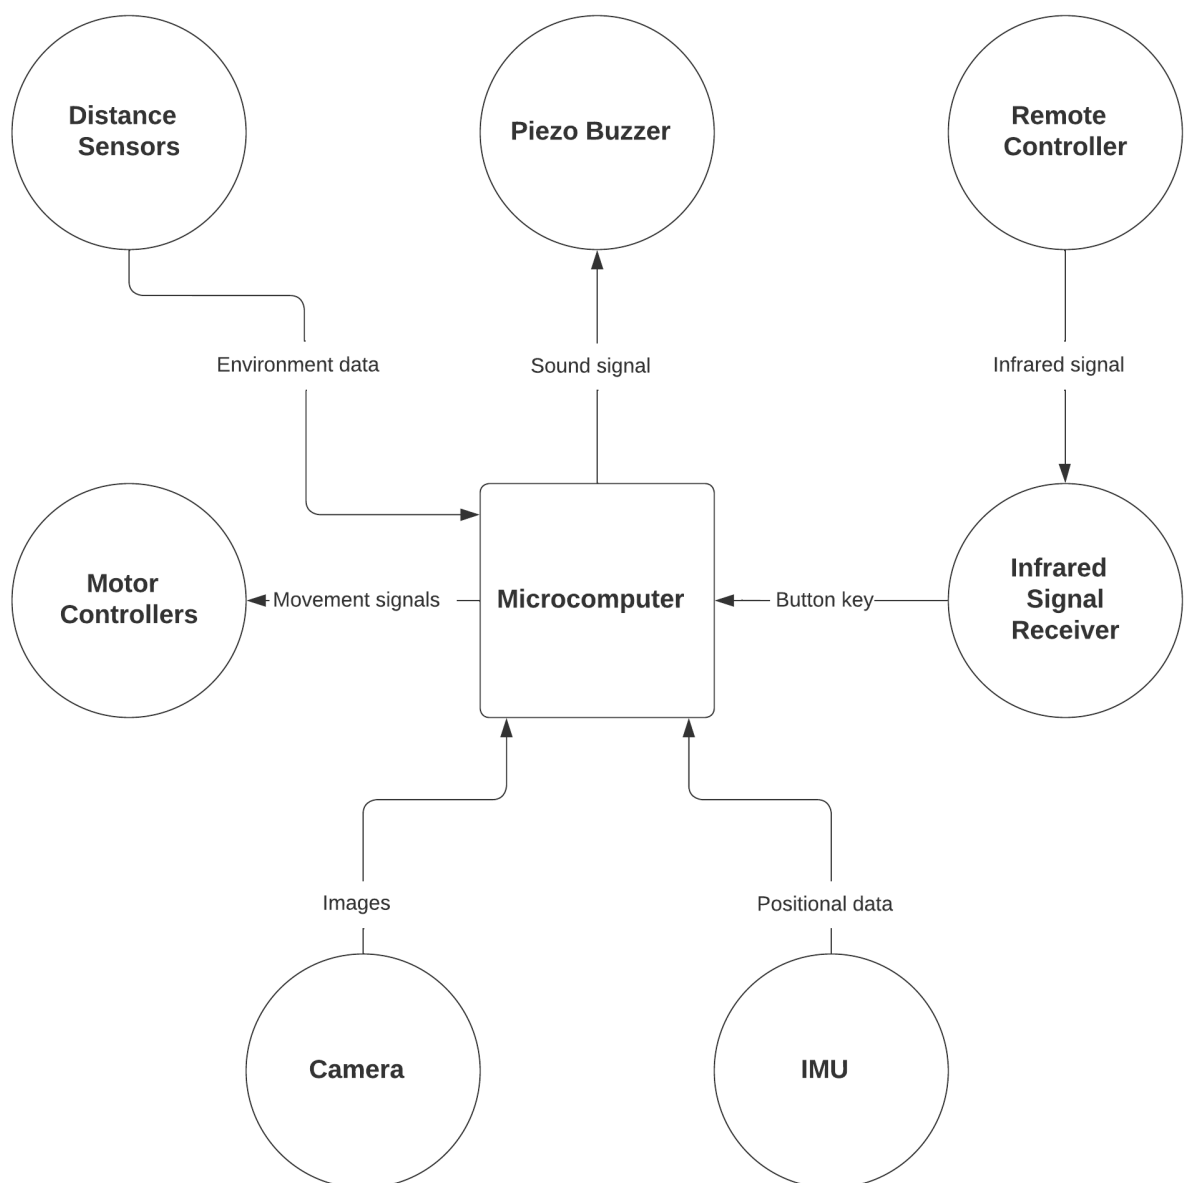 Distance
Sensors
Piezo Buzzer
Remote
Controller
Environment data
Sound signal
Infrared signal
Motor
Controllers
Movement signals
Microcomputer
Button key
Infrared
Signal
Receiver
Images
Positional data
Camera
IMU